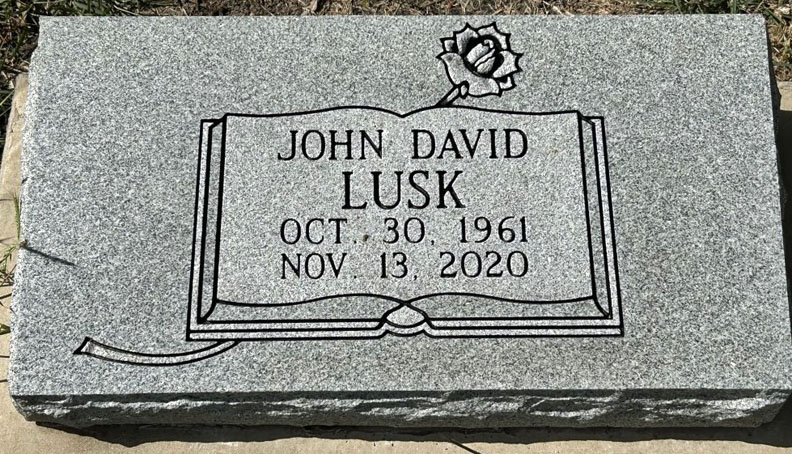 JOHN DAVID
LUSK
OCT. 30, 1961
NOV. 13, 2020